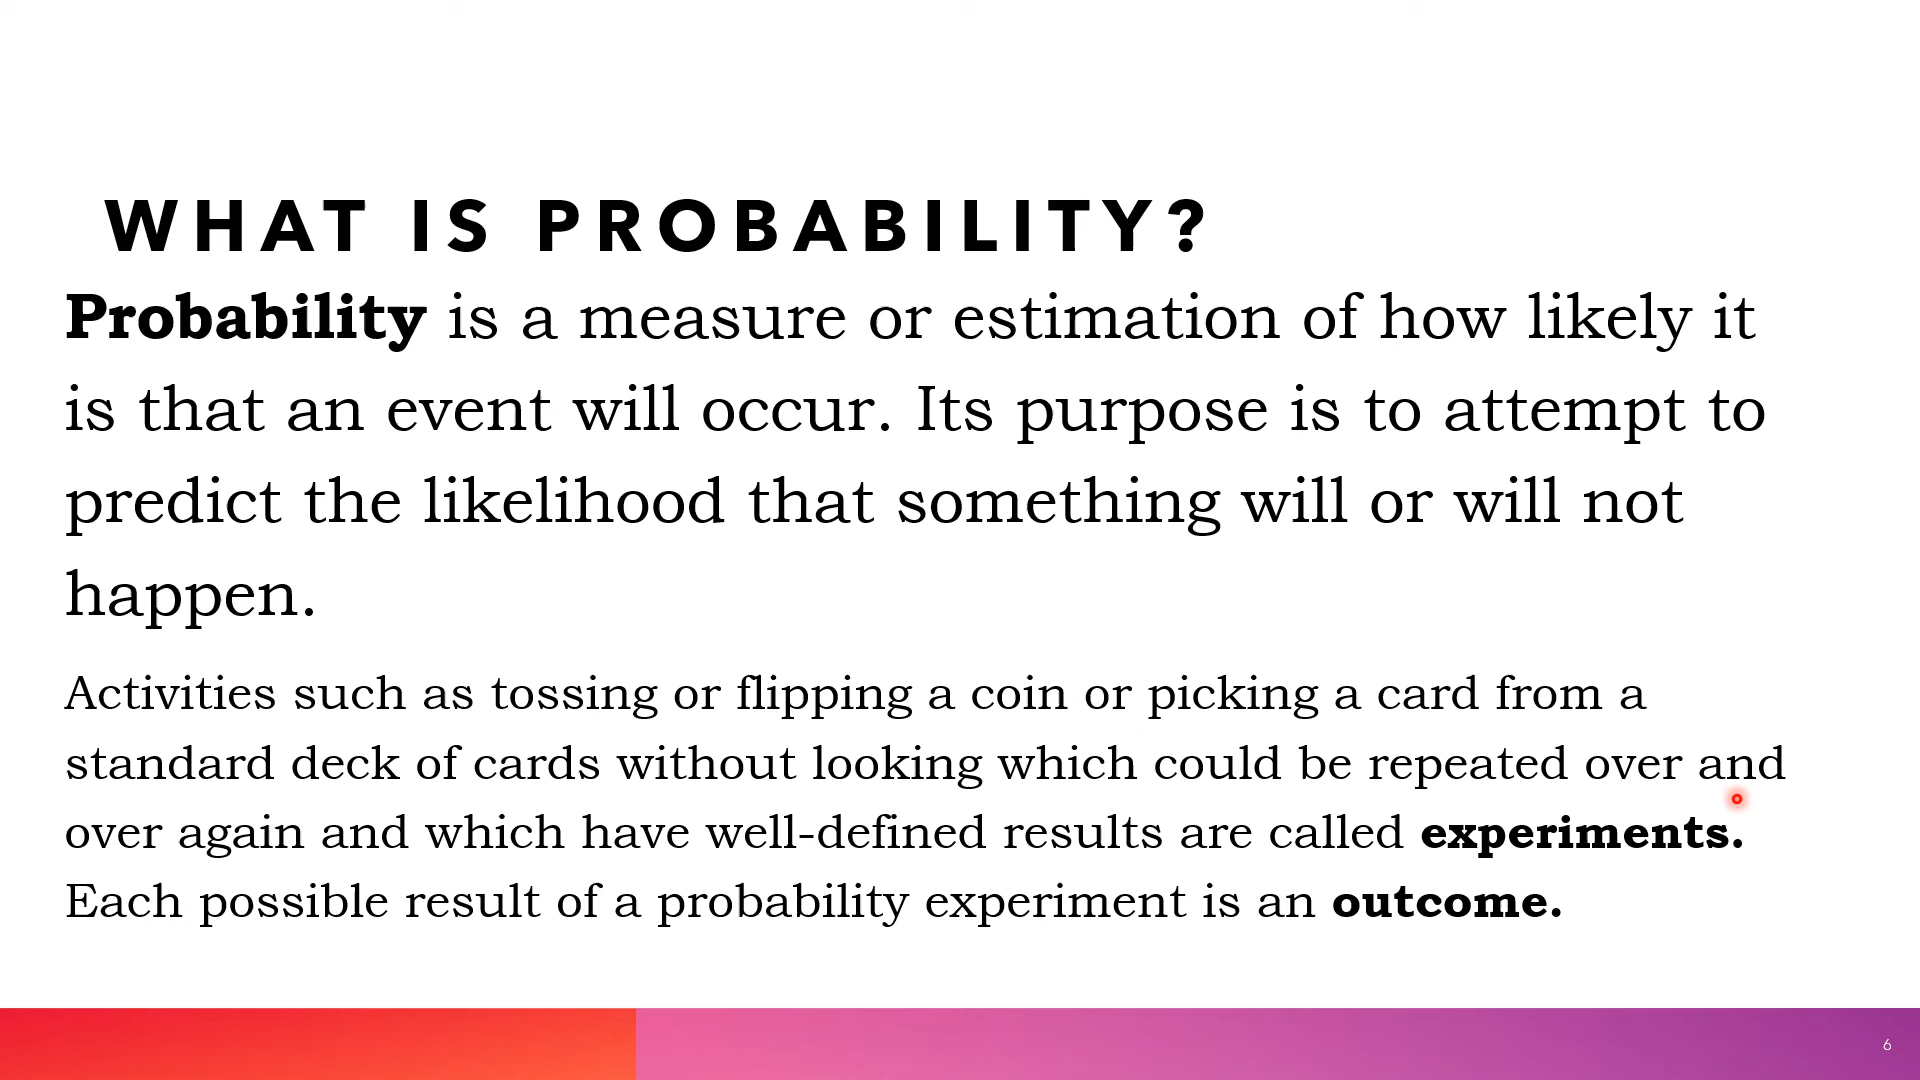 WHAT IS PROBABILITY?
Probability is a measure or estimation of how likely it
is that an event will occur. Its purpose is to attempt to
predict the likelihood that something will or will not
happen.
Activities such as tossing or flipping a coin or picking a card from a
standard deck of cards without looking which could be repeated over and
over again and which have well-defined results are called experiments.
Each possible result of a probability experiment is an outcome.
6